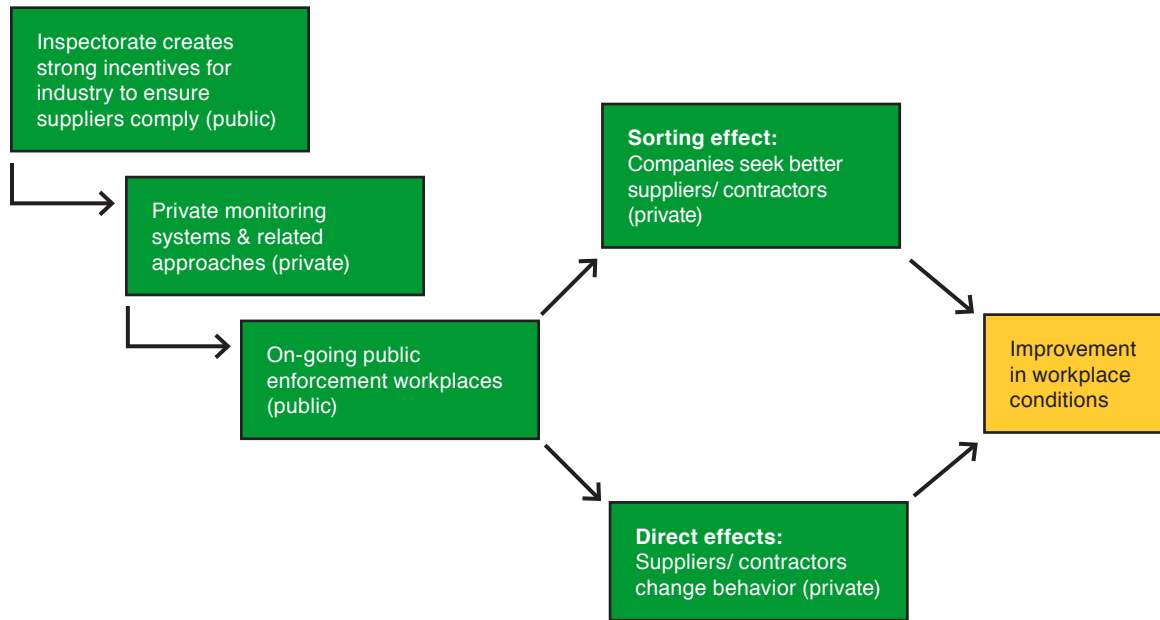 Inspectorate creates
strong incentives for
industry to ensure
suppliers comply (public)
Private monitoring
systems & related
approaches (private)
On-going public
enforcement workplaces
(public)
Sorting effect:
Companies seek better
suppliers/ contractors
(private)
Direct effects:
Suppliers/ contractors
change behavior (private)
Improvement
in workplace
conditions